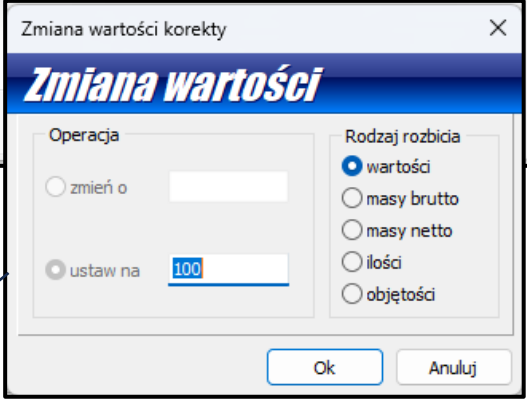 Zmiana wartości korekty
Zmiana wartości
Operacja
zmień o
ustaw na 100
Rodzaj rozbicia
wartości
masy brutto
masy netto
ilości
objętości
Ok Anuluj